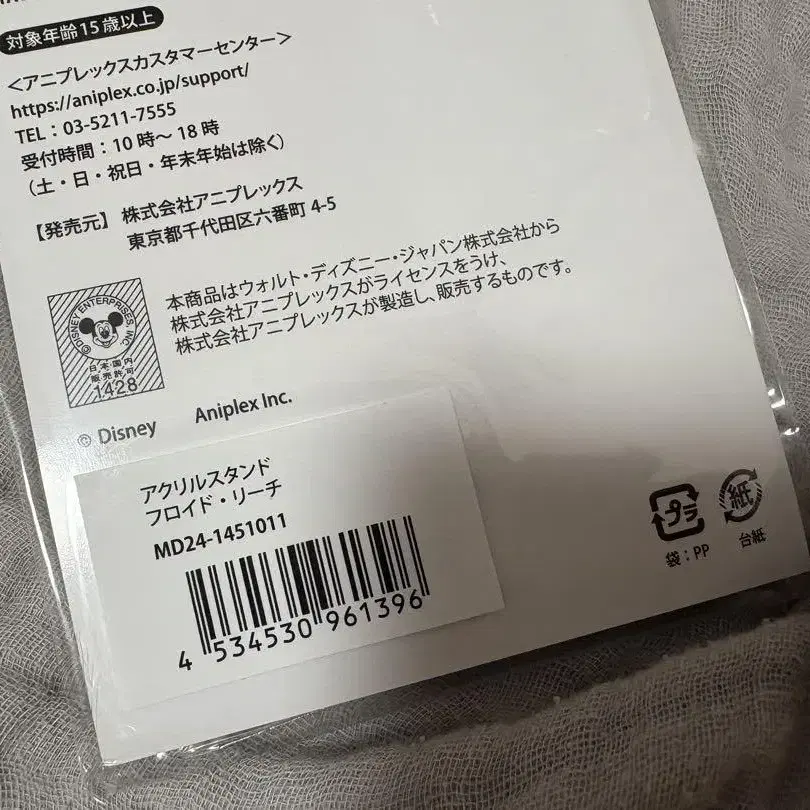 対象年齢15歳以上
<アニプレックスカスタマーセンター>
https://aniplex.co.jp/support/
TEL：03-5211-7555
受付時間：10時～18時
（土・日・祝日・年末年始は除く）
【発売元】株式会社アニプレックス
東京都千代田区六番町 4-5
本商品はウォルト・ディズニー・ジャパン株式会社から
株式会社アニプレックスがライセンスをうけ、
株式会社アニプレックスが製造し、販売するものです。
© DISNEY ENTERPRISES, INC.
日本国内
販売許可
1428
© Disney Aniplex Inc.
アクリルスタンド
フロイド・リーチ
MD24-1451011
4 534530 961396
プラ
袋：PP
紙
台紙